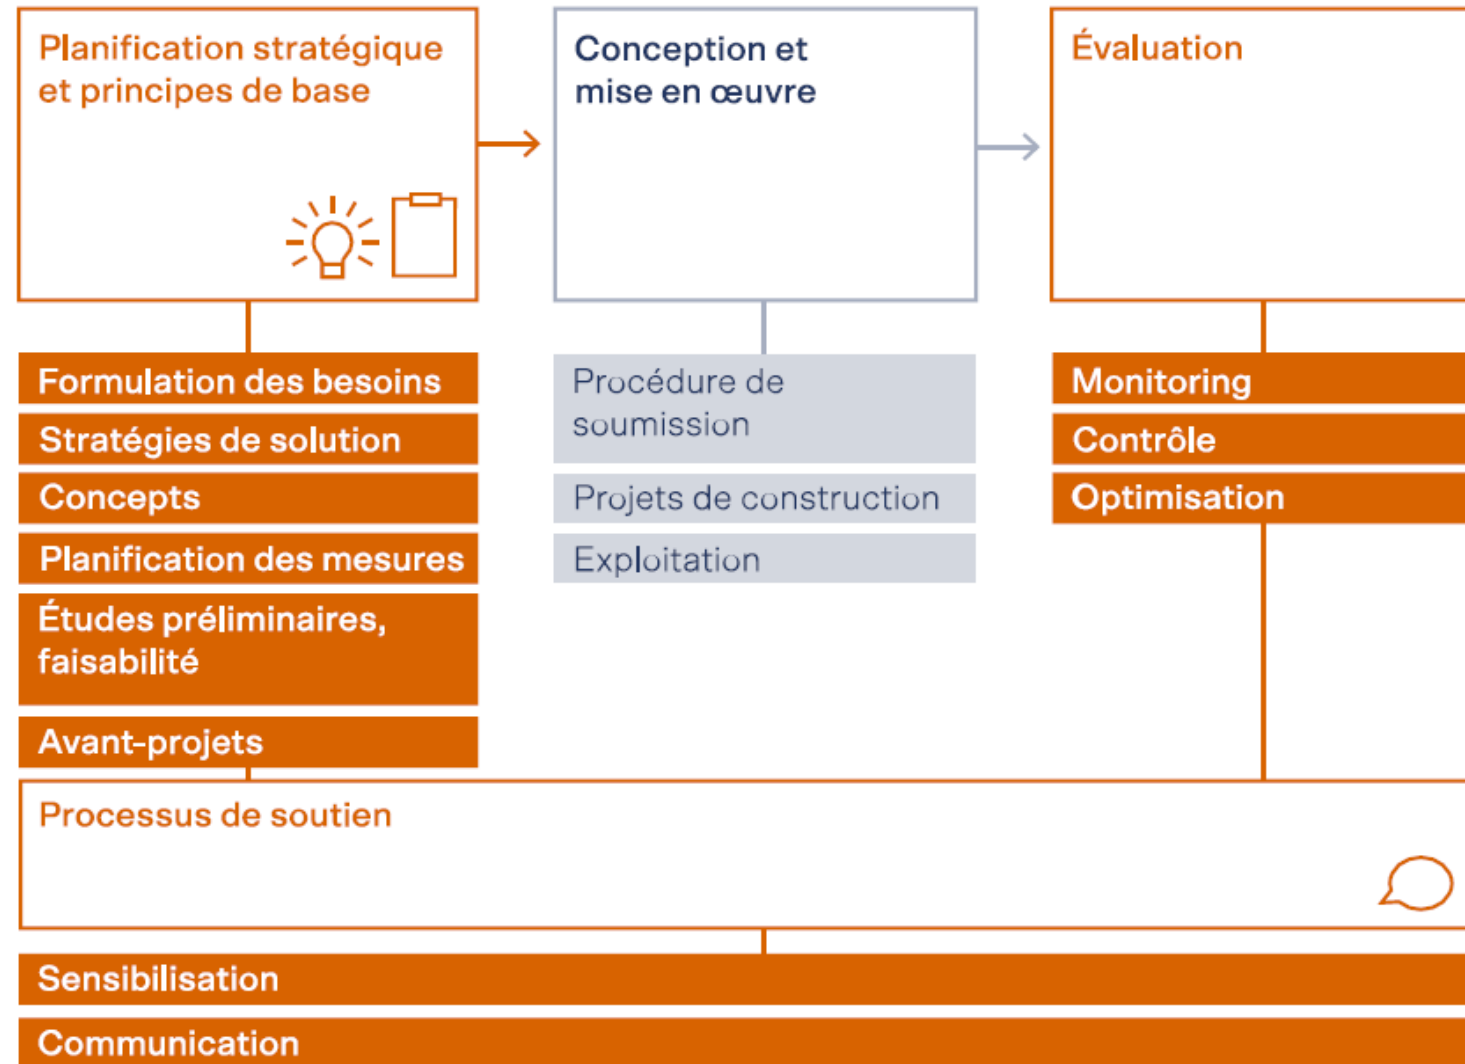 Planification stratégique
et principes de base
Conception et
mise en œuvre
Évaluation
Formulation des besoins
Stratégies de solution
Concepts
Planification des mesures
Études préliminaires,
faisabilité
Avant-projets
Procédure de
soumission
Projets de construction
Exploitation
Monitoring
Contrôle
Optimisation
Processus de soutien
Sensibilisation
Communication